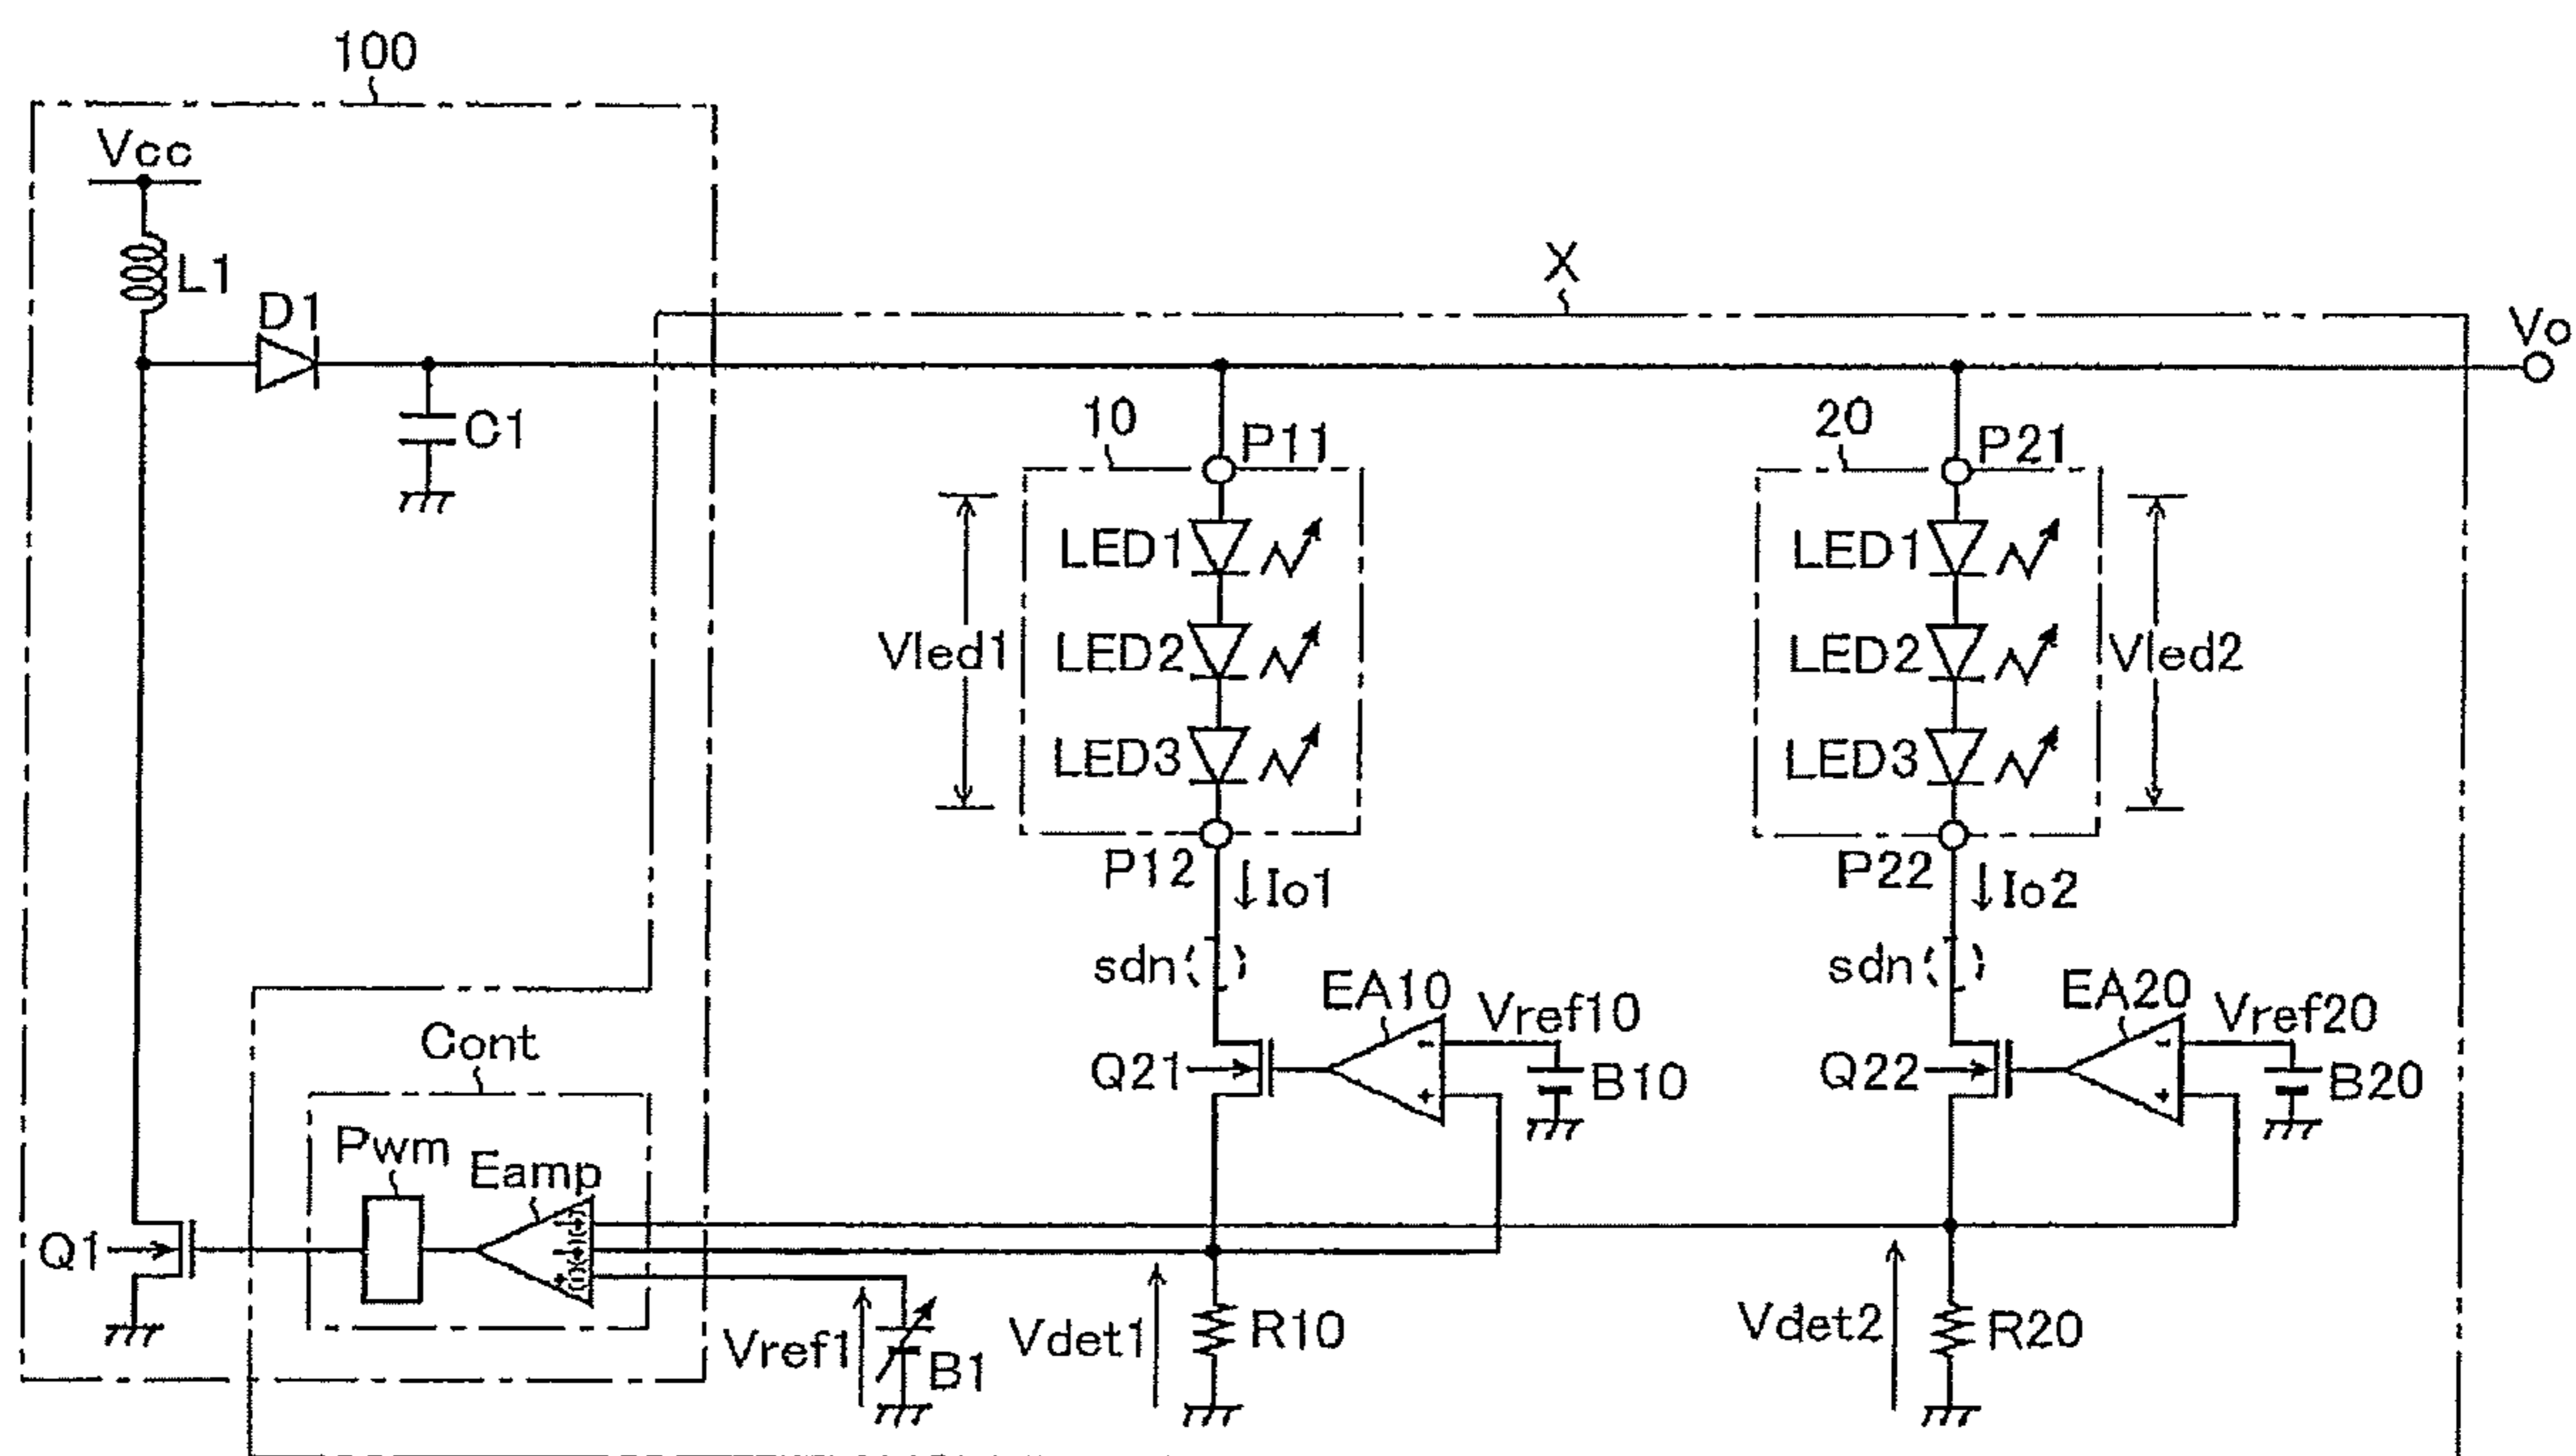 100
Vcc
L1
D1
C1
X
Vo
10
P11
20
P21
LED1
LED2
LED3
Vled1
LED1
LED2
LED3
Vled2
P12
Io1
P22
Io2
sdn
sdn
EA10
Vref10
EA20
Vref20
Q21
- +
B10
Q22
- +
B20
Cont
Pwm
Eamp
Q1
Vref1
B1
Vdet1
R10
Vdet2
R20